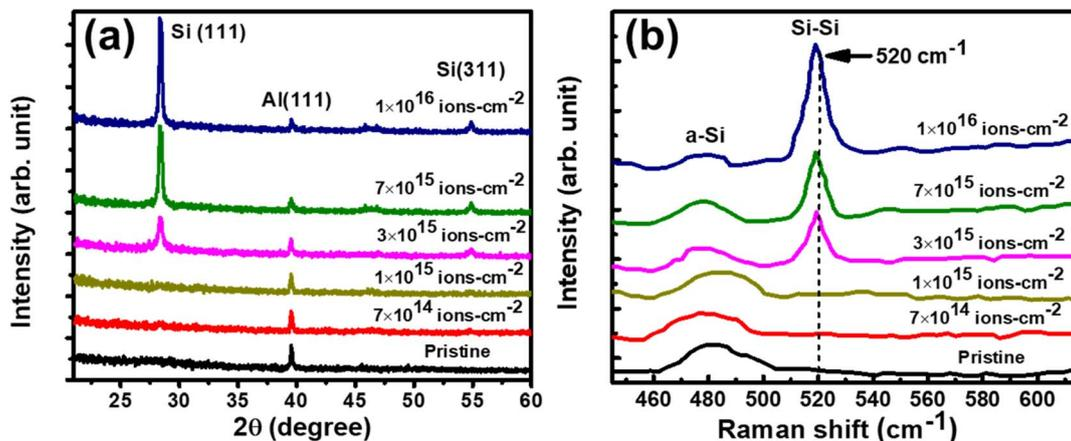 (a)
Si (111)
Si(311)
Al(111)
1×10^16 ions-cm^-2
7×10^15 ions-cm^-2
3×10^15 ions-cm^-2
1×10^15 ions-cm^-2
7×10^14 ions-cm^-2
Pristine
Intensity (arb. unit)
25 30 35 40 45 50 55 60
2θ (degree)
(b)
Si-Si
520 cm^-1
a-Si
1×10^16 ions-cm^-2
7×10^15 ions-cm^-2
3×10^15 ions-cm^-2
1×10^15 ions-cm^-2
7×10^14 ions-cm^-2
Pristine
Intensity (arb. unit)
460 480 500 520 540 560 580 600
Raman shift (cm^-1)